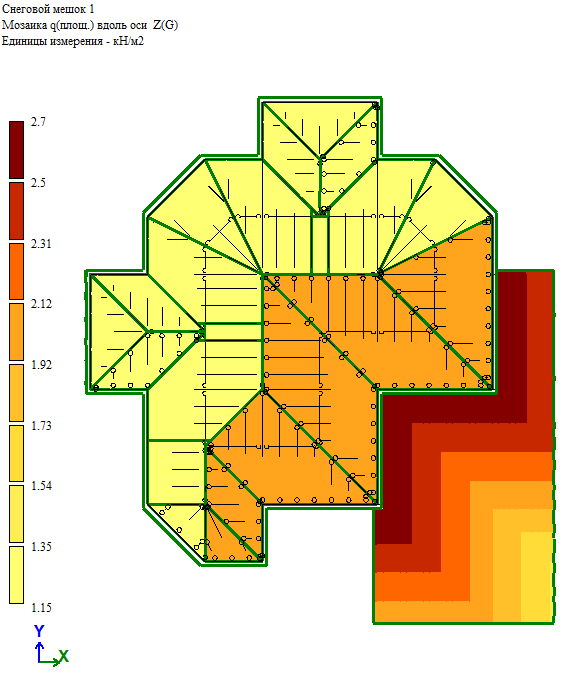 Снеговой мешок 1
Мозаика q(площ.) вдоль оси  Z(G)
Единицы измерения - кН/м2
2.7
2.5
2.31
2.12
1.92
1.73
1.54
1.35
1.15
Y
X